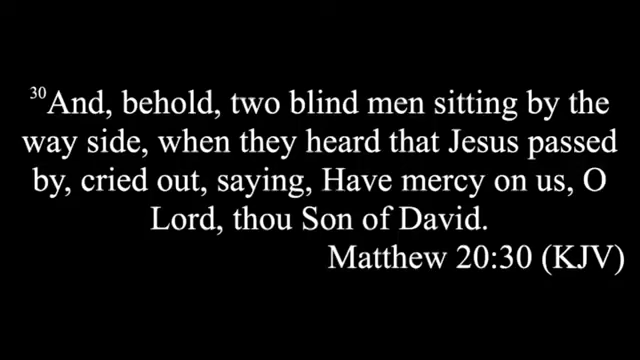 30And, behold, two blind men sitting by the
way side, when they heard that Jesus passed
by, cried out, saying, Have mercy on us, O
Lord, thou Son of David.
Matthew 20:30 (KJV)